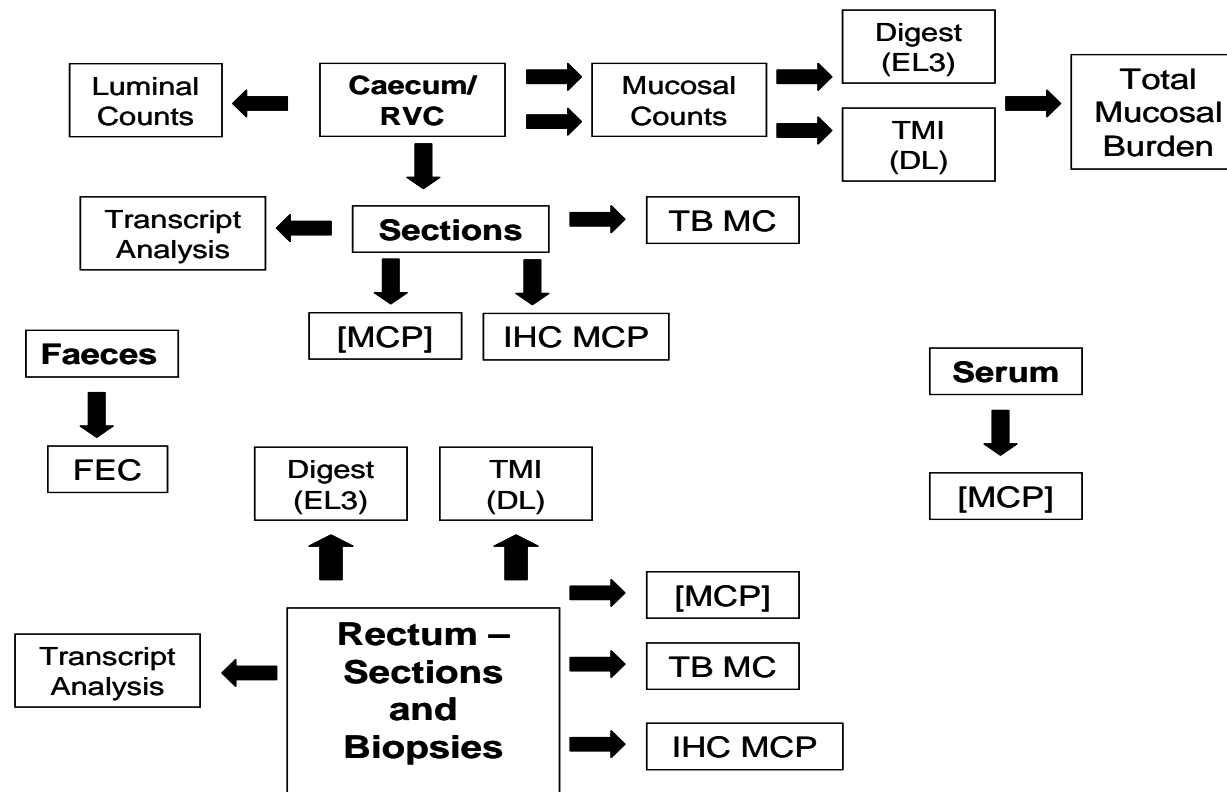 Luminal
Counts
Caecum/
RVC
Mucosal
Counts
Digest
(EL3)
TMI
(DL)
Total
Mucosal
Burden
Transcript
Analysis
Sections
TB MC
[MCP]
IHC MCP
Faeces
FEC
Serum
[MCP]
Digest
(EL3)
TMI
(DL)
Transcript
Analysis
Rectum –
Sections
and
Biopsies
[MCP]
TB MC
IHC MCP